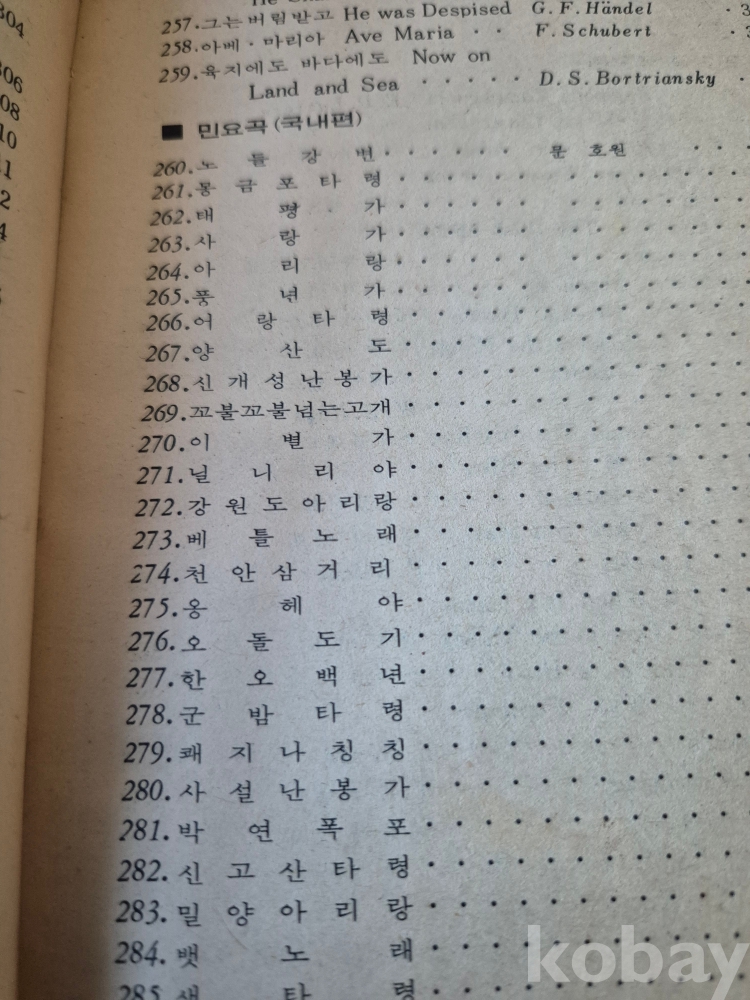 304
306
257.그는버림받고 He was Despised G. F. Händel
258.아베·마리아 Ave Maria · · F. Schubert
259.육지에도 바다에도 Now on
Land and Sea · · · · · D. S. Bortriansky
■ 민요곡(국내편)
260.노들강변 · · · · · · 문 호원 · · ·
261.몽금포타령
262.태평가
263.사랑가
264.아리랑
265.풍년가
266.어랑타령
267.양산도
268.신개성난봉가
269.꼬불꼬불넘는고개
270.이별가
271.닐니리야
272.강원도아리랑
273.베틀노래
274.천안삼거리
275.옹헤야
276.오돌도기
277.한오백년
278.군밤타령
279.쾌지나칭칭
280.사설난봉가
281.박연폭포
282.신고산타령
283.밀양아리랑
284.뱃노래
285.새타령
kobay